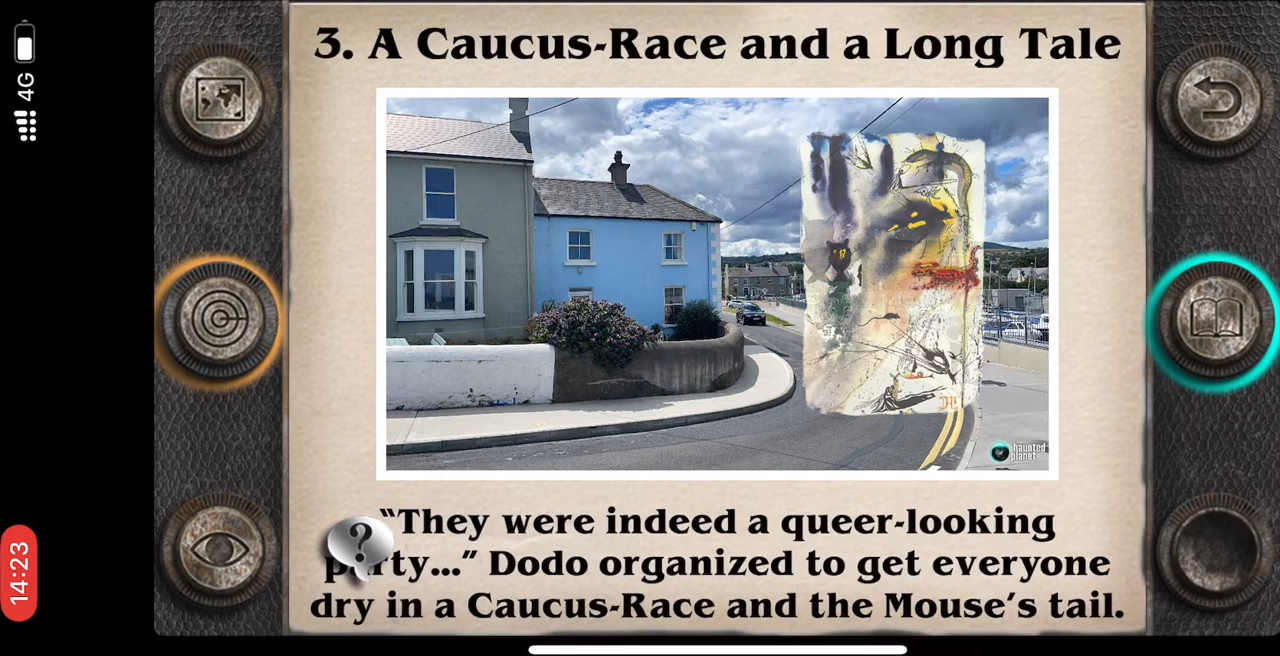 4G
14:23
3. A Caucus-Race and a Long Tale
haunted
planet
“They were indeed a queer-looking
party...” Dodo organized to get everyone
dry in a Caucus-Race and the Mouse’s tail.
?